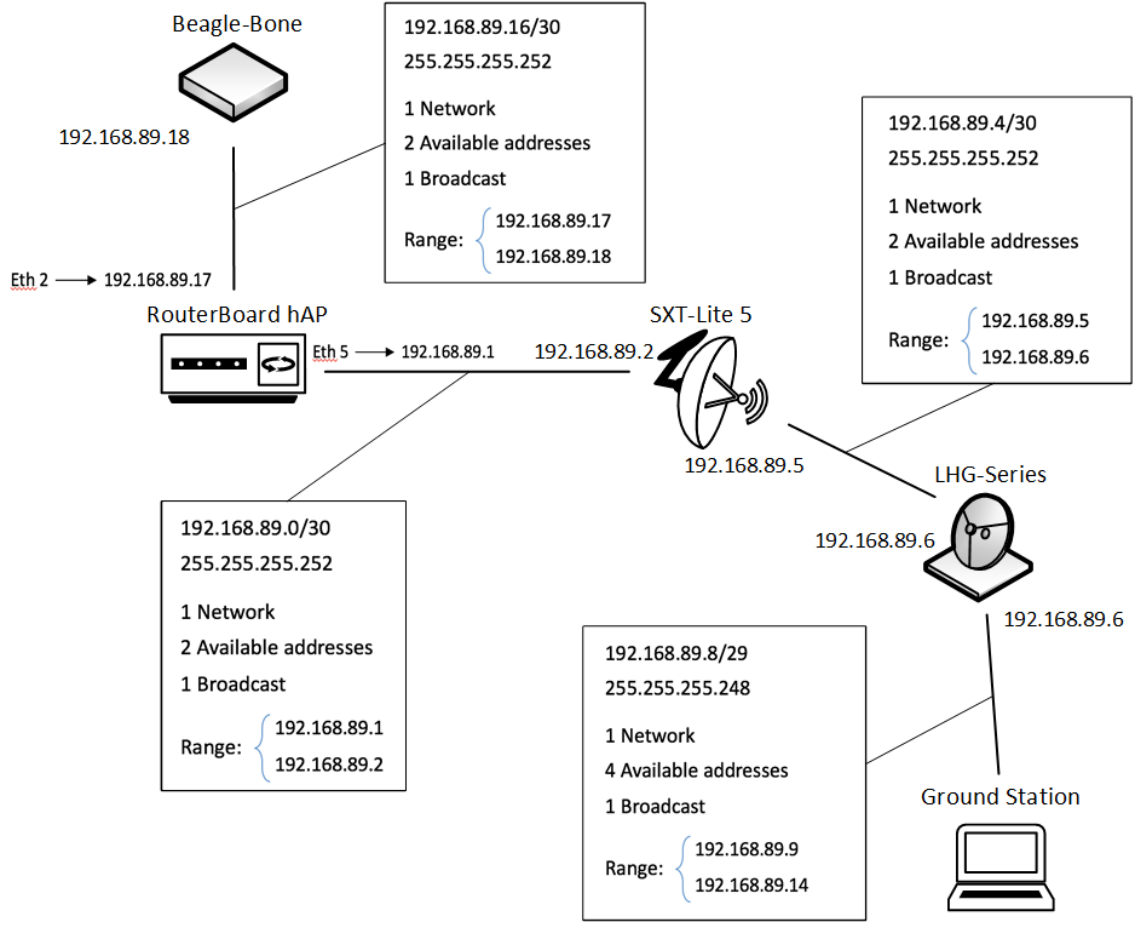 Beagle-Bone
192.168.89.18
192.168.89.16/30
255.255.255.252
1 Network
2 Available addresses
1 Broadcast
Range:
192.168.89.17
192.168.89.18
192.168.89.4/30
255.255.255.252
1 Network
2 Available addresses
1 Broadcast
Range:
192.168.89.5
192.168.89.6
Eth 2
192.168.89.17
RouterBoard hAP
Eth 5
192.168.89.1
SXT-Lite 5
192.168.89.2
192.168.89.5
LHG-Series
192.168.89.6
192.168.89.6
192.168.89.0/30
255.255.255.252
1 Network
2 Available addresses
1 Broadcast
Range:
192.168.89.1
192.168.89.2
192.168.89.8/29
255.255.255.248
1 Network
4 Available addresses
1 Broadcast
Range:
192.168.89.9
192.168.89.14
Ground Station